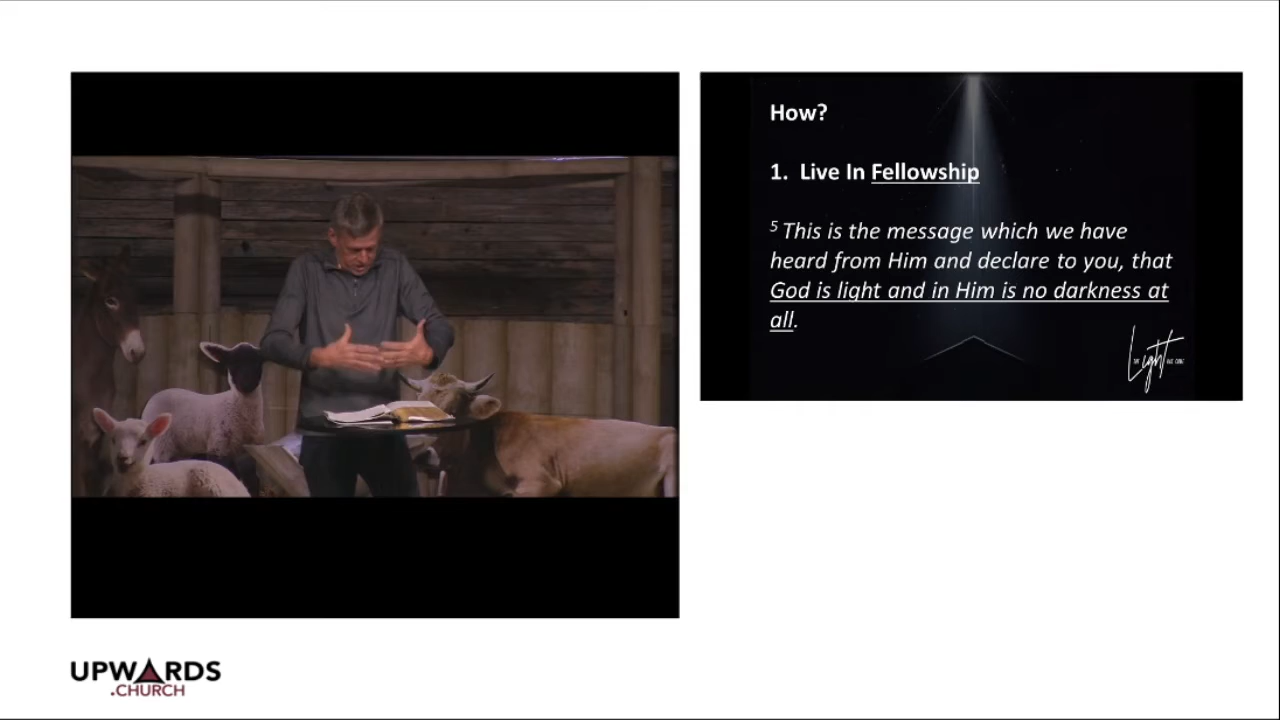 How?
1. Live In Fellowship
5 This is the message which we have
heard from Him and declare to you, that
God is light and in Him is no darkness at
all.
Light
UPWARDS
.CHURCH